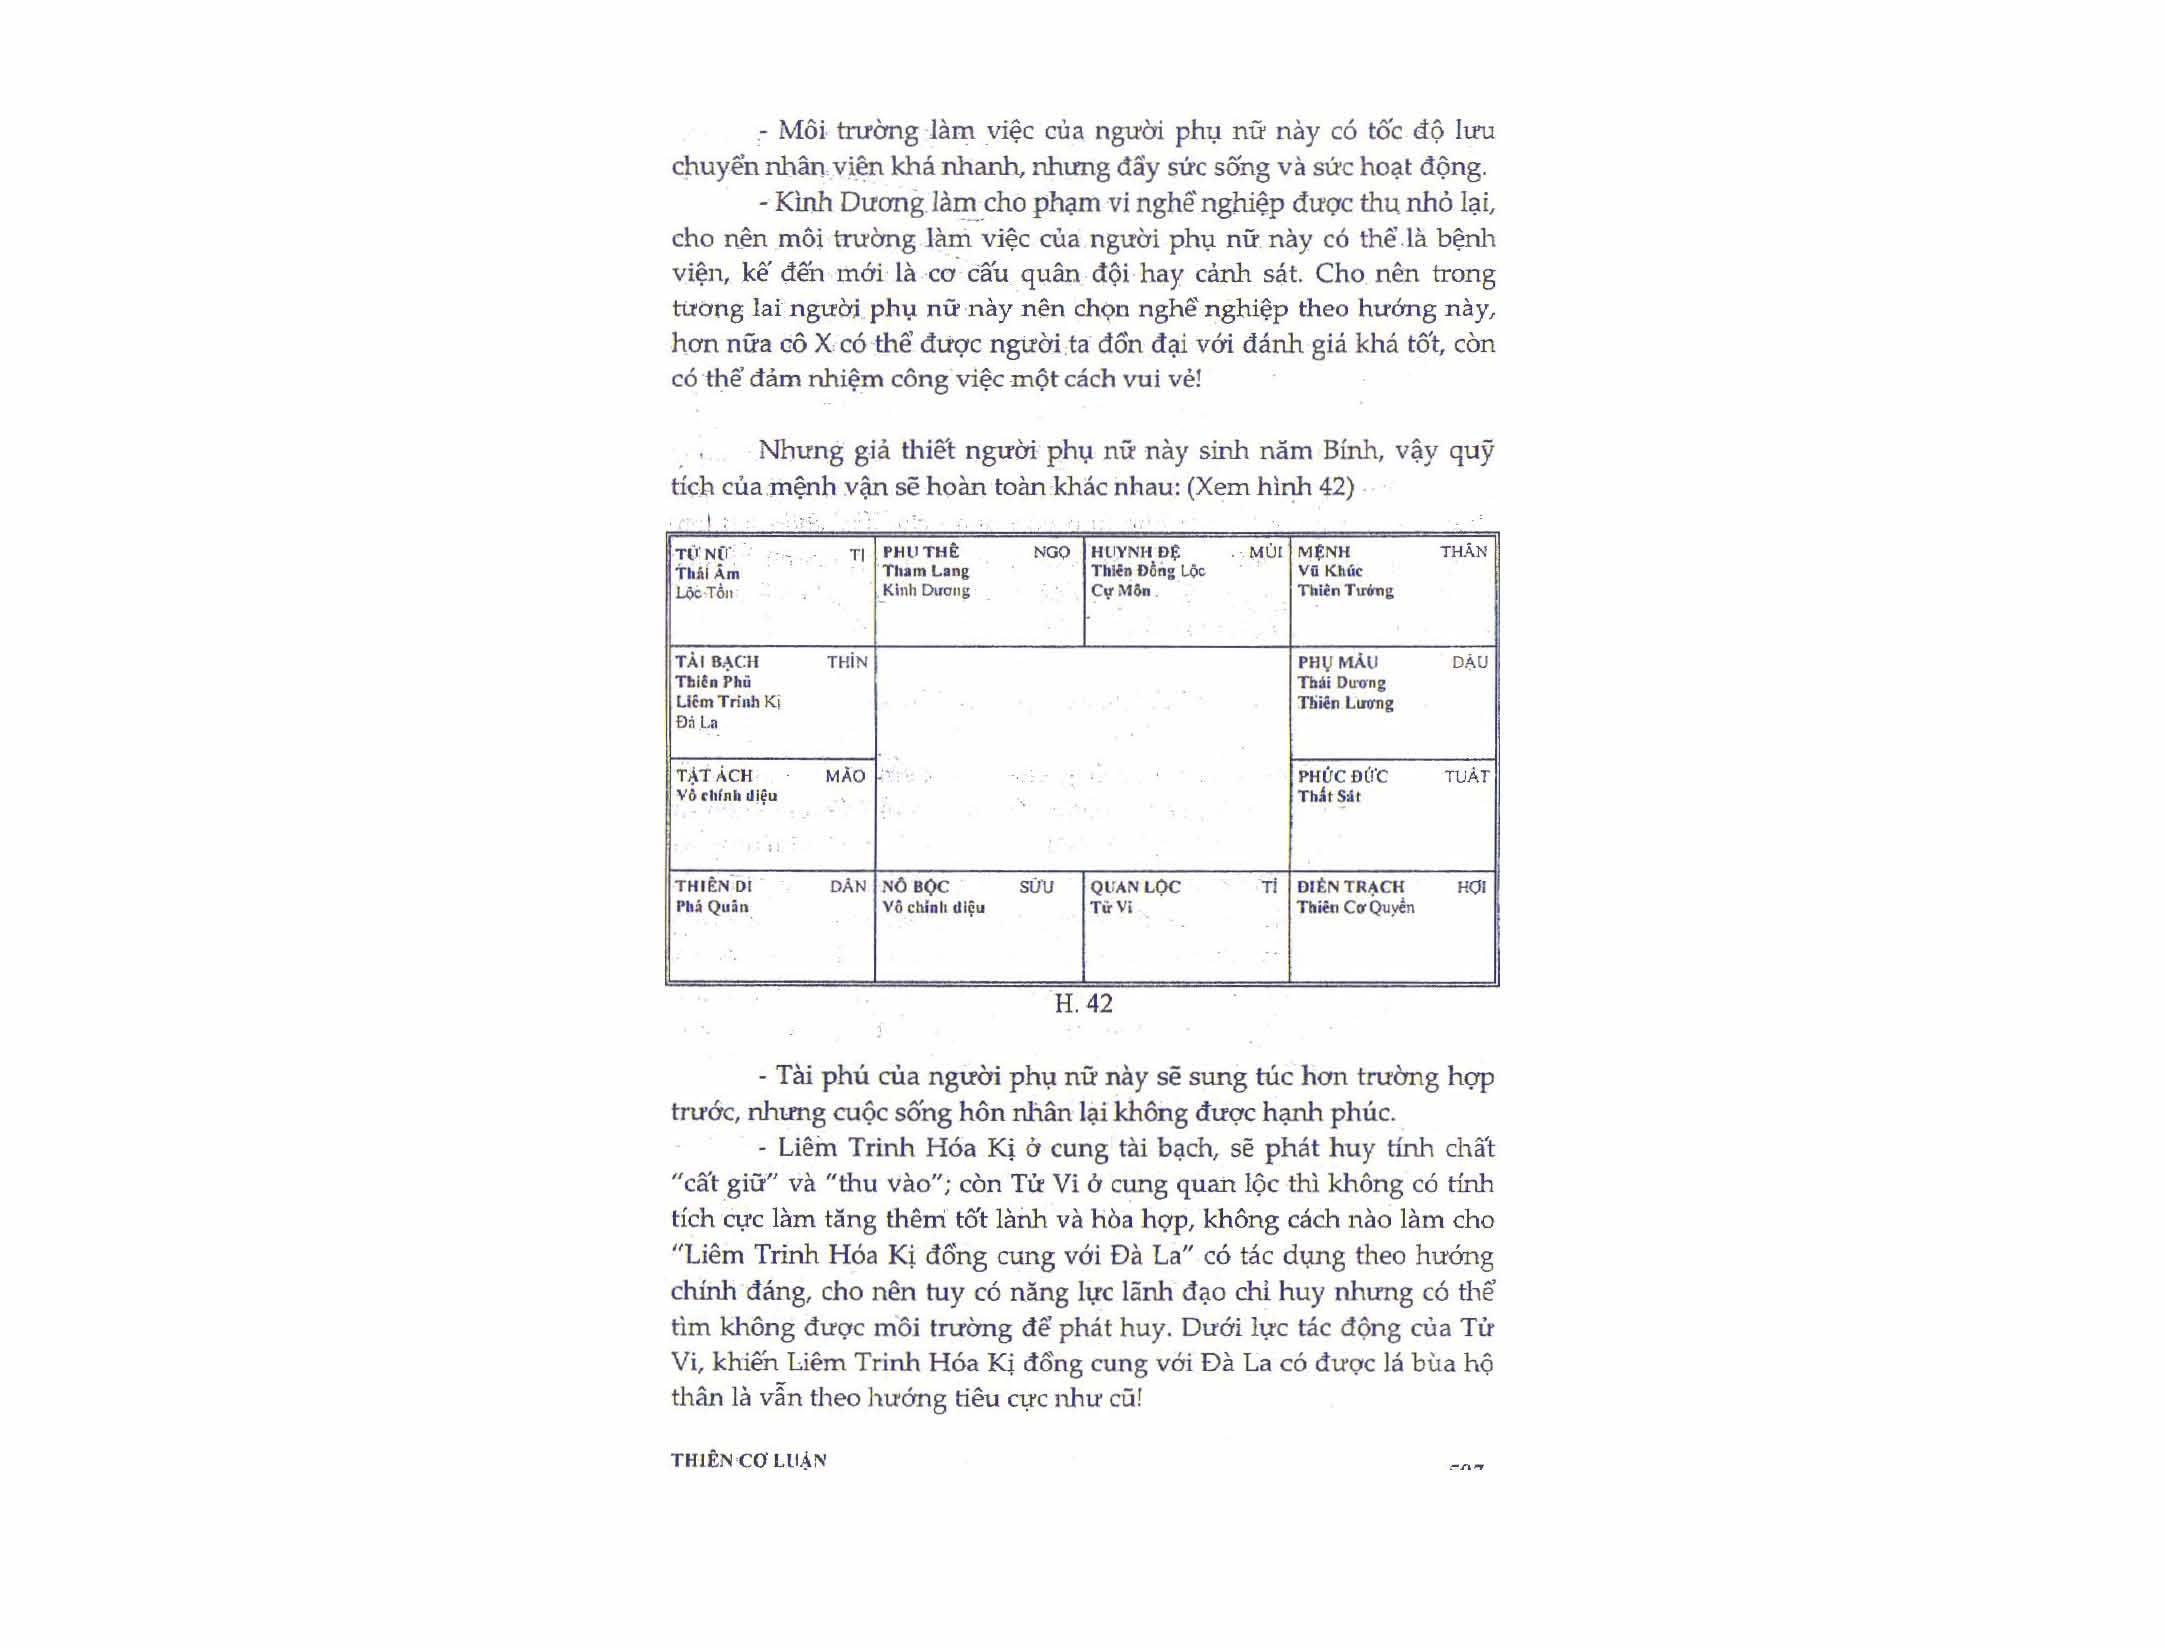 - Môi trường làm việc của người phụ nữ này có tốc độ lưu
chuyển nhân viên khá nhanh, nhưng đầy sức sống và sức hoạt động.
- Kình Dương làm cho phạm vi nghề nghiệp được thu nhỏ lại,
cho nên môi trường làm việc của người phụ nữ này có thể là bệnh
viện, kế đến mới là cơ cấu quân đội hay cảnh sát. Cho nên trong
tương lai người phụ nữ này nên chọn nghề nghiệp theo hướng này,
hơn nữa cô X có thể được người ta đồn đại với đánh giá khá tốt, còn
có thể đảm nhiệm công việc một cách vui vẻ!
Nhưng giả thiết người phụ nữ này sinh năm Bính, vậy quỹ
tích của mệnh vận sẽ hoàn toàn khác nhau: (Xem hình 42)
TỬ NỮ TỊ
Thái Âm
Lộc Tồn
PHU THÊ NGỌ
Tham Lang
Kình Dương
HUYNH ĐỆ MÙI
Thiên Đồng Lộc
Cự Môn
MỆNH THÂN
Vũ Khúc
Thiên Tướng
TÀI BẠCH THÌN
Thiên Phủ
Liêm Trinh Kị
Đà La
PHỤ MẪU DẬU
Thái Dương
Thiên Lương
TẬT ÁCH MÃO
Vô chính diệu
PHÚC ĐỨC TUẤT
Thất Sát
THIÊN DI DẦN
Phá Quân
NÔ BỘC SỬU
Vô chính diệu
QUAN LỘC TÍ
Tử Vi
ĐIỀN TRẠCH HỢI
Thiên Cơ Quyền
H. 42
- Tài phú của người phụ nữ này sẽ sung túc hơn trường hợp
trước, nhưng cuộc sống hôn nhân lại không được hạnh phúc.
- Liêm Trinh Hóa Kị ở cung tài bạch, sẽ phát huy tính chất
"cất giữ" và "thu vào"; còn Tử Vi ở cung quan lộc thì không có tính
tích cực làm tăng thêm tốt lành và hòa hợp, không cách nào làm cho
"Liêm Trinh Hóa Kị đồng cung với Đà La" có tác dụng theo hướng
chính đáng, cho nên tuy có năng lực lãnh đạo chỉ huy nhưng có thể
tìm không được môi trường để phát huy. Dưới lực tác động của Tử
Vi, khiến Liêm Trinh Hóa Kị đồng cung với Đà La có được lá bùa hộ
thân là vẫn theo hướng tiêu cực như cũ!
THIÊN CƠ LUẬN